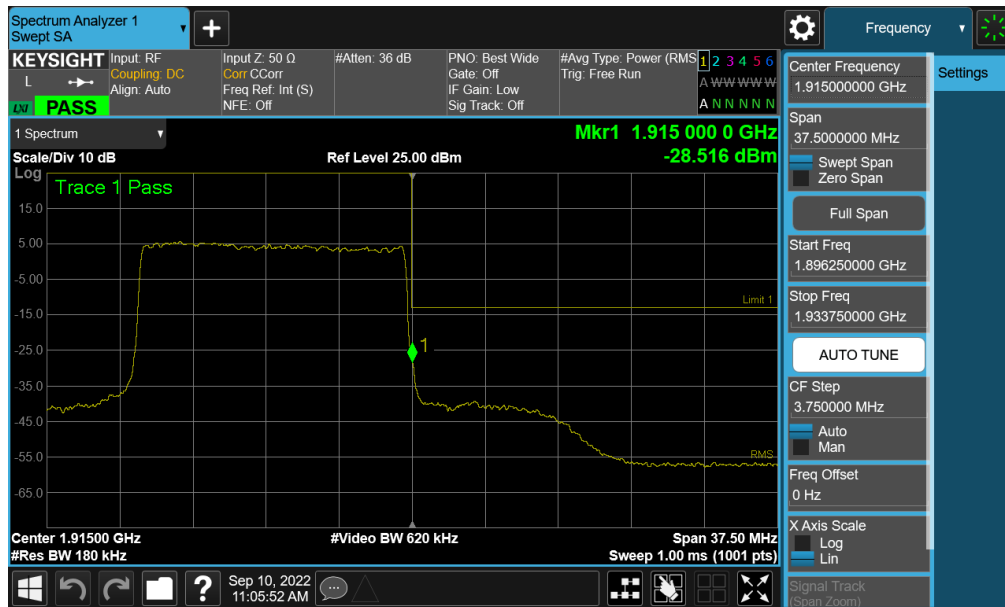 Spectrum Analyzer 1
Swept SA
+
Frequency
KEYSIGHT
L
LXI
PASS
Input: RF
Coupling: DC
Align: Auto
Input Z: 50 Ω
Corr CCorr
Freq Ref: Int (S)
NFE: Off
#Atten: 36 dB
PNO: Best Wide
Gate: Off
IF Gain: Low
Sig Track: Off
#Avg Type: Power (RMS
Trig: Free Run
1 2 3 4 5 6
A W W W W W
A N N N N N
1 Spectrum
Scale/Div 10 dB
Ref Level 25.00 dBm
Mkr1 1.915 000 0 GHz
-28.516 dBm
Log
Trace 1 Pass
15.0
5.00
-5.00
-15.0
-25.0
-35.0
-45.0
-55.0
-65.0
Limit 1
1
RMS
Center 1.91500 GHz
#Video BW 620 kHz
Span 37.50 MHz
#Res BW 180 kHz
Sweep 1.00 ms (1001 pts)
Center Frequency
1.915000000 GHz
Span
37.5000000 MHz
Swept Span
Zero Span
Full Span
Start Freq
1.896250000 GHz
Stop Freq
1.933750000 GHz
AUTO TUNE
CF Step
3.750000 MHz
Auto
Man
Freq Offset
0 Hz
X Axis Scale
Log
Lin
Signal Track
(Span Zoom)
Settings
?
Sep 10, 2022
11:05:52 AM